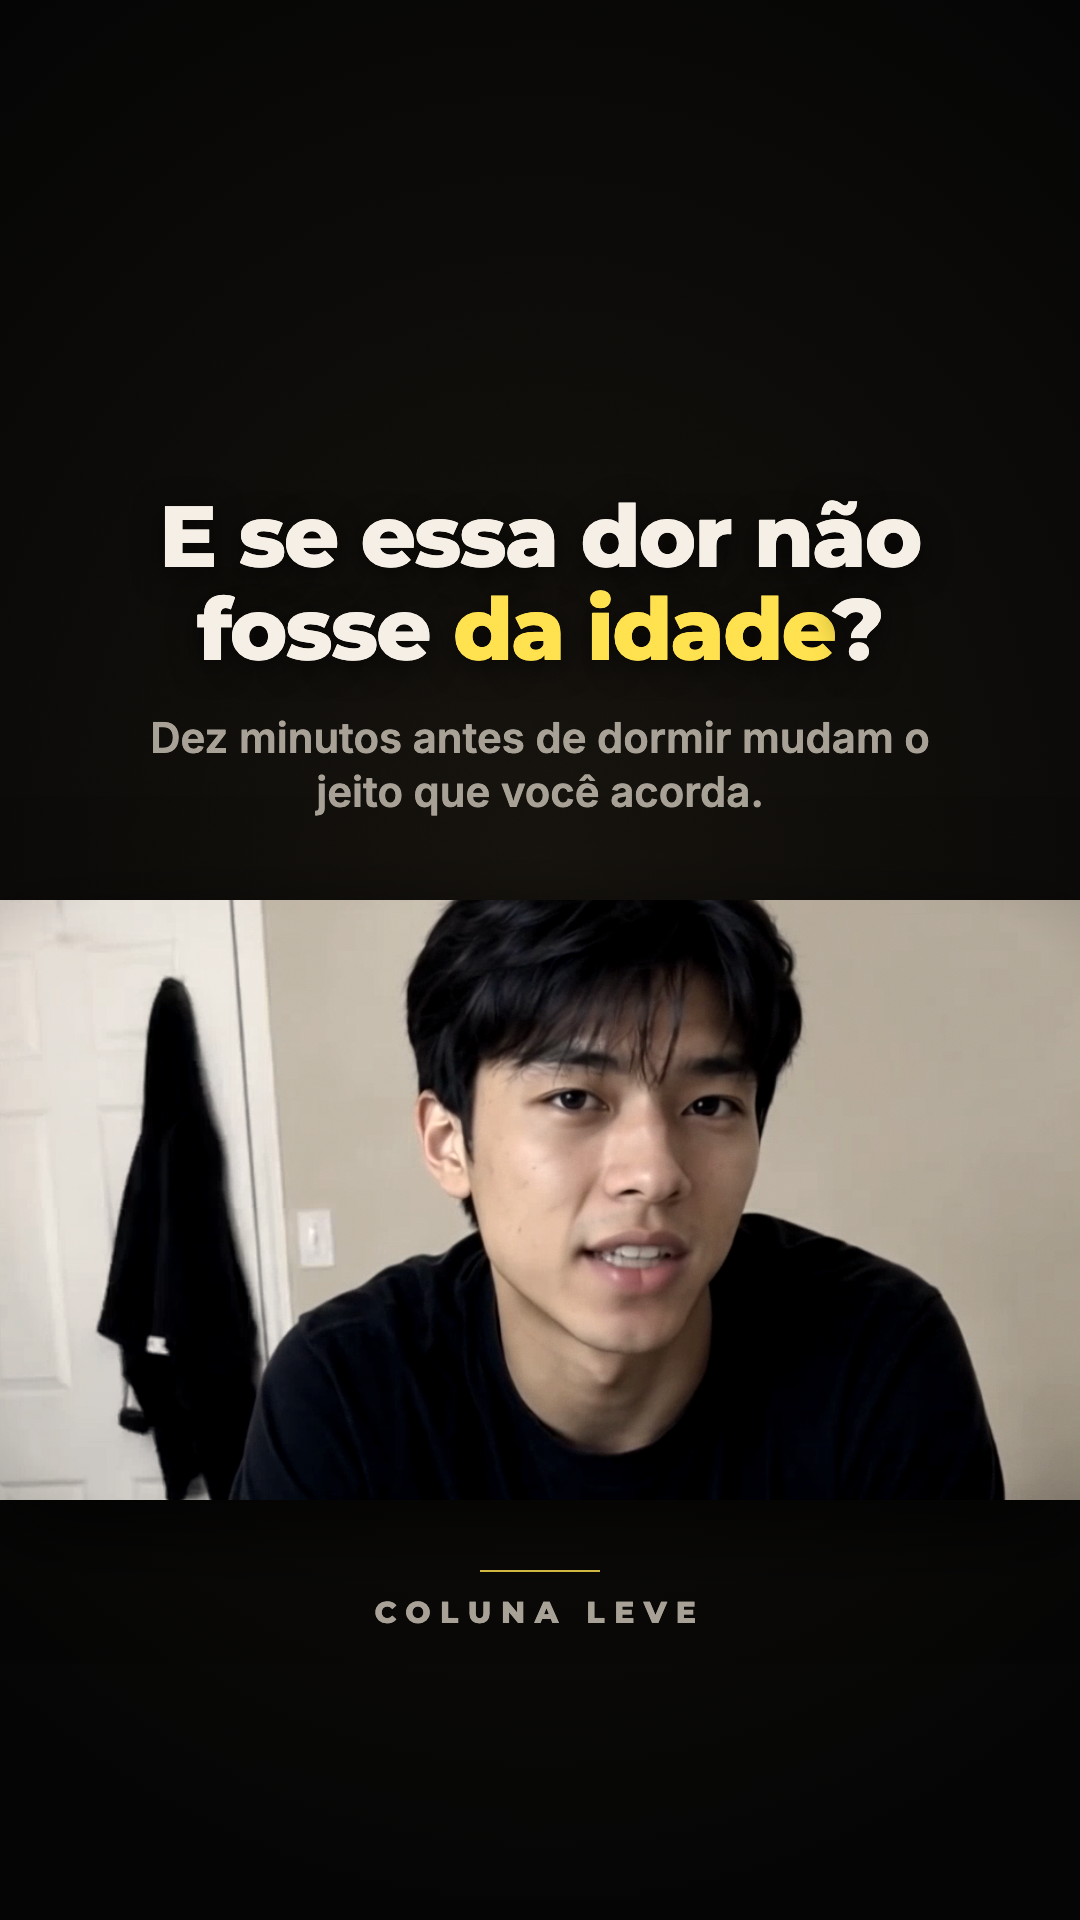 E se essa dor não
fosse da idade?
Dez minutos antes de dormir mudam o
jeito que você acorda.
COLUNA LEVE